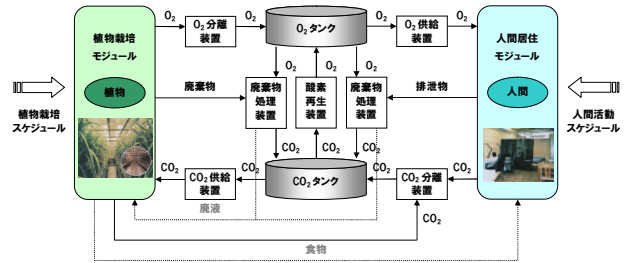 植物栽培
モジュール
植物
植物栽培
スケジュール
O₂
O₂分離
装置
O₂
O₂タンク
O₂
O₂供給
装置
O₂
人間居住
モジュール
人間
人間活動
スケジュール
O₂
O₂
O₂
廃棄物
廃棄物
処理
装置
酸素
再生
装置
廃棄物
処理
装置
排泄物
CO₂
CO₂
CO₂
CO₂
CO₂供給
装置
CO₂
CO₂タンク
CO₂
CO₂分離
装置
CO₂
廃液
CO₂
食物